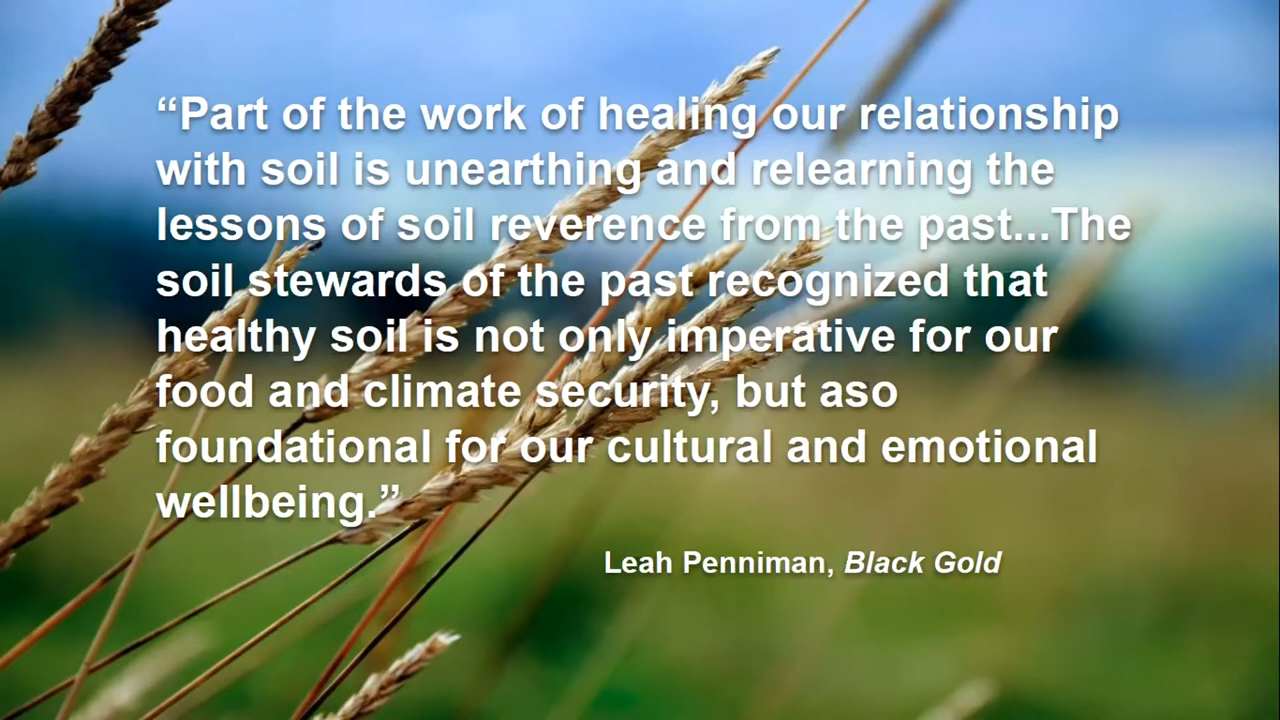 “Part of the work of healing our relationship
with soil is unearthing and relearning the
lessons of soil reverence from the past...The
soil stewards of the past recognized that
healthy soil is not only imperative for our
food and climate security, but aso
foundational for our cultural and emotional
wellbeing.”
Leah Penniman, Black Gold